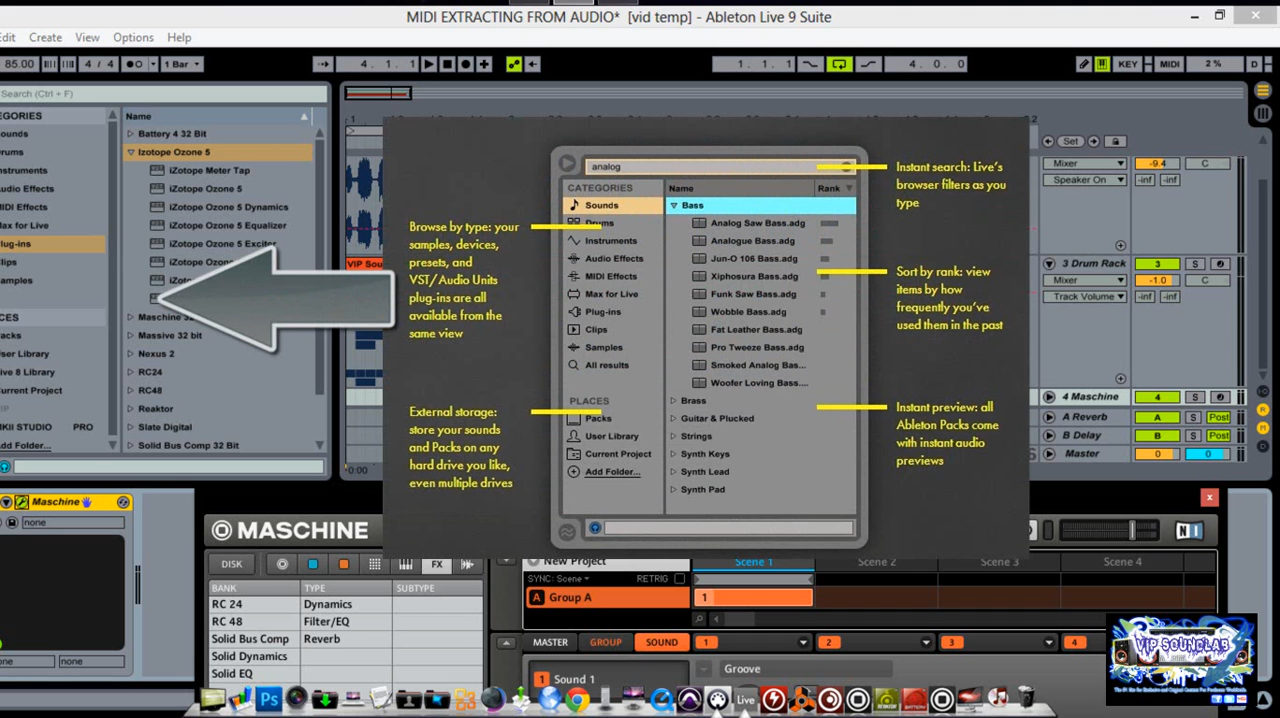 MIDI EXTRACTING FROM AUDIO* [vid temp] - Ableton Live 9 Suite
Edit Create View Options Help
85.00 4 / 4 1 Bar 4. 1. 1 1. 1. 1 4. 0. 0 KEY MIDI 2 % D
Search (Ctrl + F)
Name
Battery 4 32 Bit
Izotope Ozone 5
iZotope Meter Tap
iZotope Ozone 5
iZotope Ozone 5 Dynamics
iZotope Ozone 5 Equalizer
iZotope Ozone 5 Exciter
Maschine 32
Massive 32 bit
Nexus 2
RC24
RC48
Reaktor
Slate Digital
Solid Bus Comp 32 Bit
EGORIES
ounds
rums
nstruments
udio Effects
IDI Effects
ax for Live
lug-ins
lips
amples
CES
acks
ser Library
ive 8 Library
urrent Project
KII STUDIO PRO
dd Folder...
0:00
VIP Sou
Browse by type: your
samples, devices,
presets, and
VST/Audio Units
plug-ins are all
available from the
same view
External storage:
store your sounds
and Packs on any
hard drive you like,
even multiple drives
analog
CATEGORIES
Sounds
Drums
Instruments
Audio Effects
MIDI Effects
Max for Live
Plug-ins
Clips
Samples
All results
PLACES
Packs
User Library
Current Project
Add Folder...
Name Rank
Bass
Analog Saw Bass.adg
Analogue Bass.adg
Jun-O 106 Bass.adg
Xiphosura Bass.adg
Funk Saw Bass.adg
Wobble Bass.adg
Fat Leather Bass.adg
Pro Tweeze Bass.adg
Smoked Analog Bas...
Woofer Loving Bass....
Brass
Guitar & Plucked
Strings
Synth Keys
Synth Lead
Synth Pad
Instant search: Live's
browser filters as you
type
Sort by rank: view
items by how
frequently you've
used them in the past
Instant preview: all
Ableton Packs come
with instant audio
previews
Set
Mixer -9.4 C
Speaker On -inf -inf
3 Drum Rack 3 S
Mixer -1.0 C
Track Volume -inf -inf
4 Maschine 4 S
A Reverb A S Post
B Delay B S Post
Master 0 0
Maschine
none
none
MASCHINE
DISK FX
BANK TYPE SUBTYPE
RC 24 Dynamics
RC 48 Filter/EQ
Solid Bus Comp Reverb
Solid Dynamics
Solid EQ
New Project
SYNC: Scene RETRIG
A Group A
Scene 1 Scene 2 Scene 3 Scene 4
1
MASTER GROUP SOUND 1 2 3 4
1 Sound 1
Groove
Ps
Live
VIP SOUNDLAB